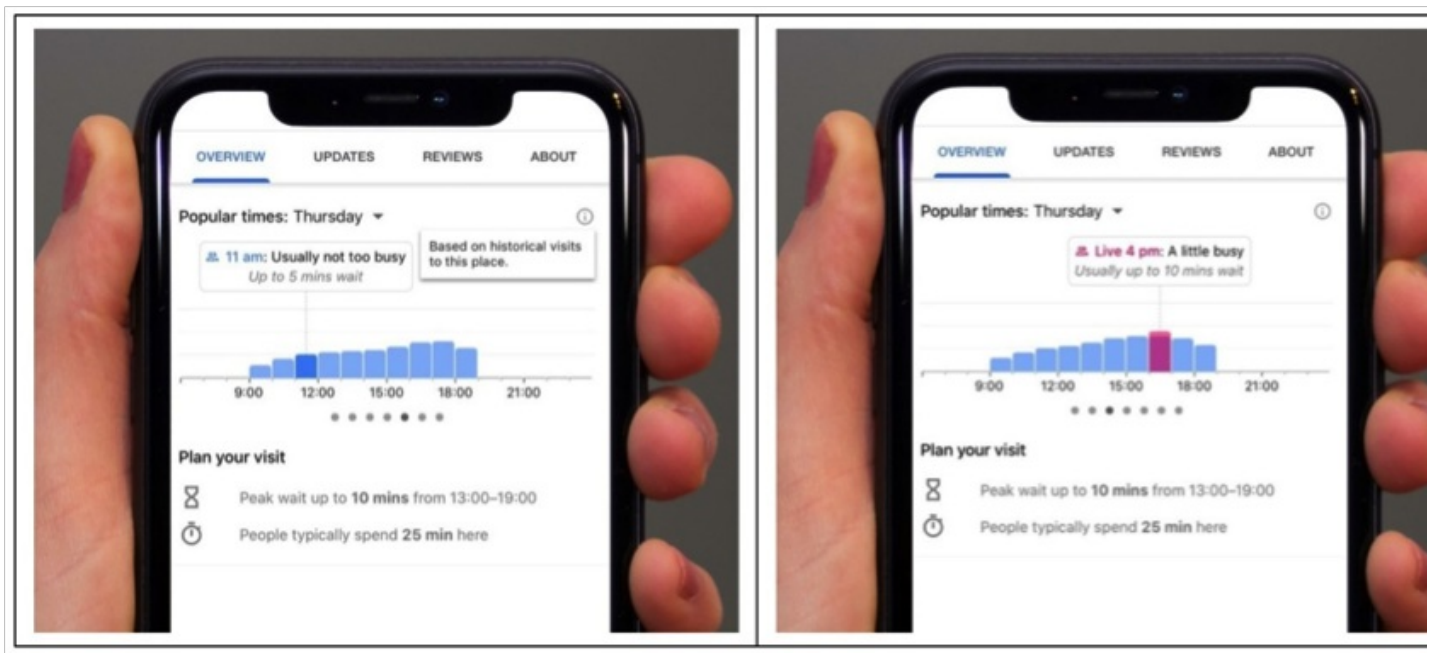 OVERVIEW UPDATES REVIEWS ABOUT
Popular times: Thursday
11 am: Usually not too busy
Up to 5 mins wait
Based on historical visits
to this place.
9:00 12:00 15:00 18:00 21:00
Plan your visit
Peak wait up to 10 mins from 13:00–19:00
People typically spend 25 min here
OVERVIEW UPDATES REVIEWS ABOUT
Popular times: Thursday
Live 4 pm: A little busy
Usually up to 10 mins wait
9:00 12:00 15:00 18:00 21:00
Plan your visit
Peak wait up to 10 mins from 13:00–19:00
People typically spend 25 min here